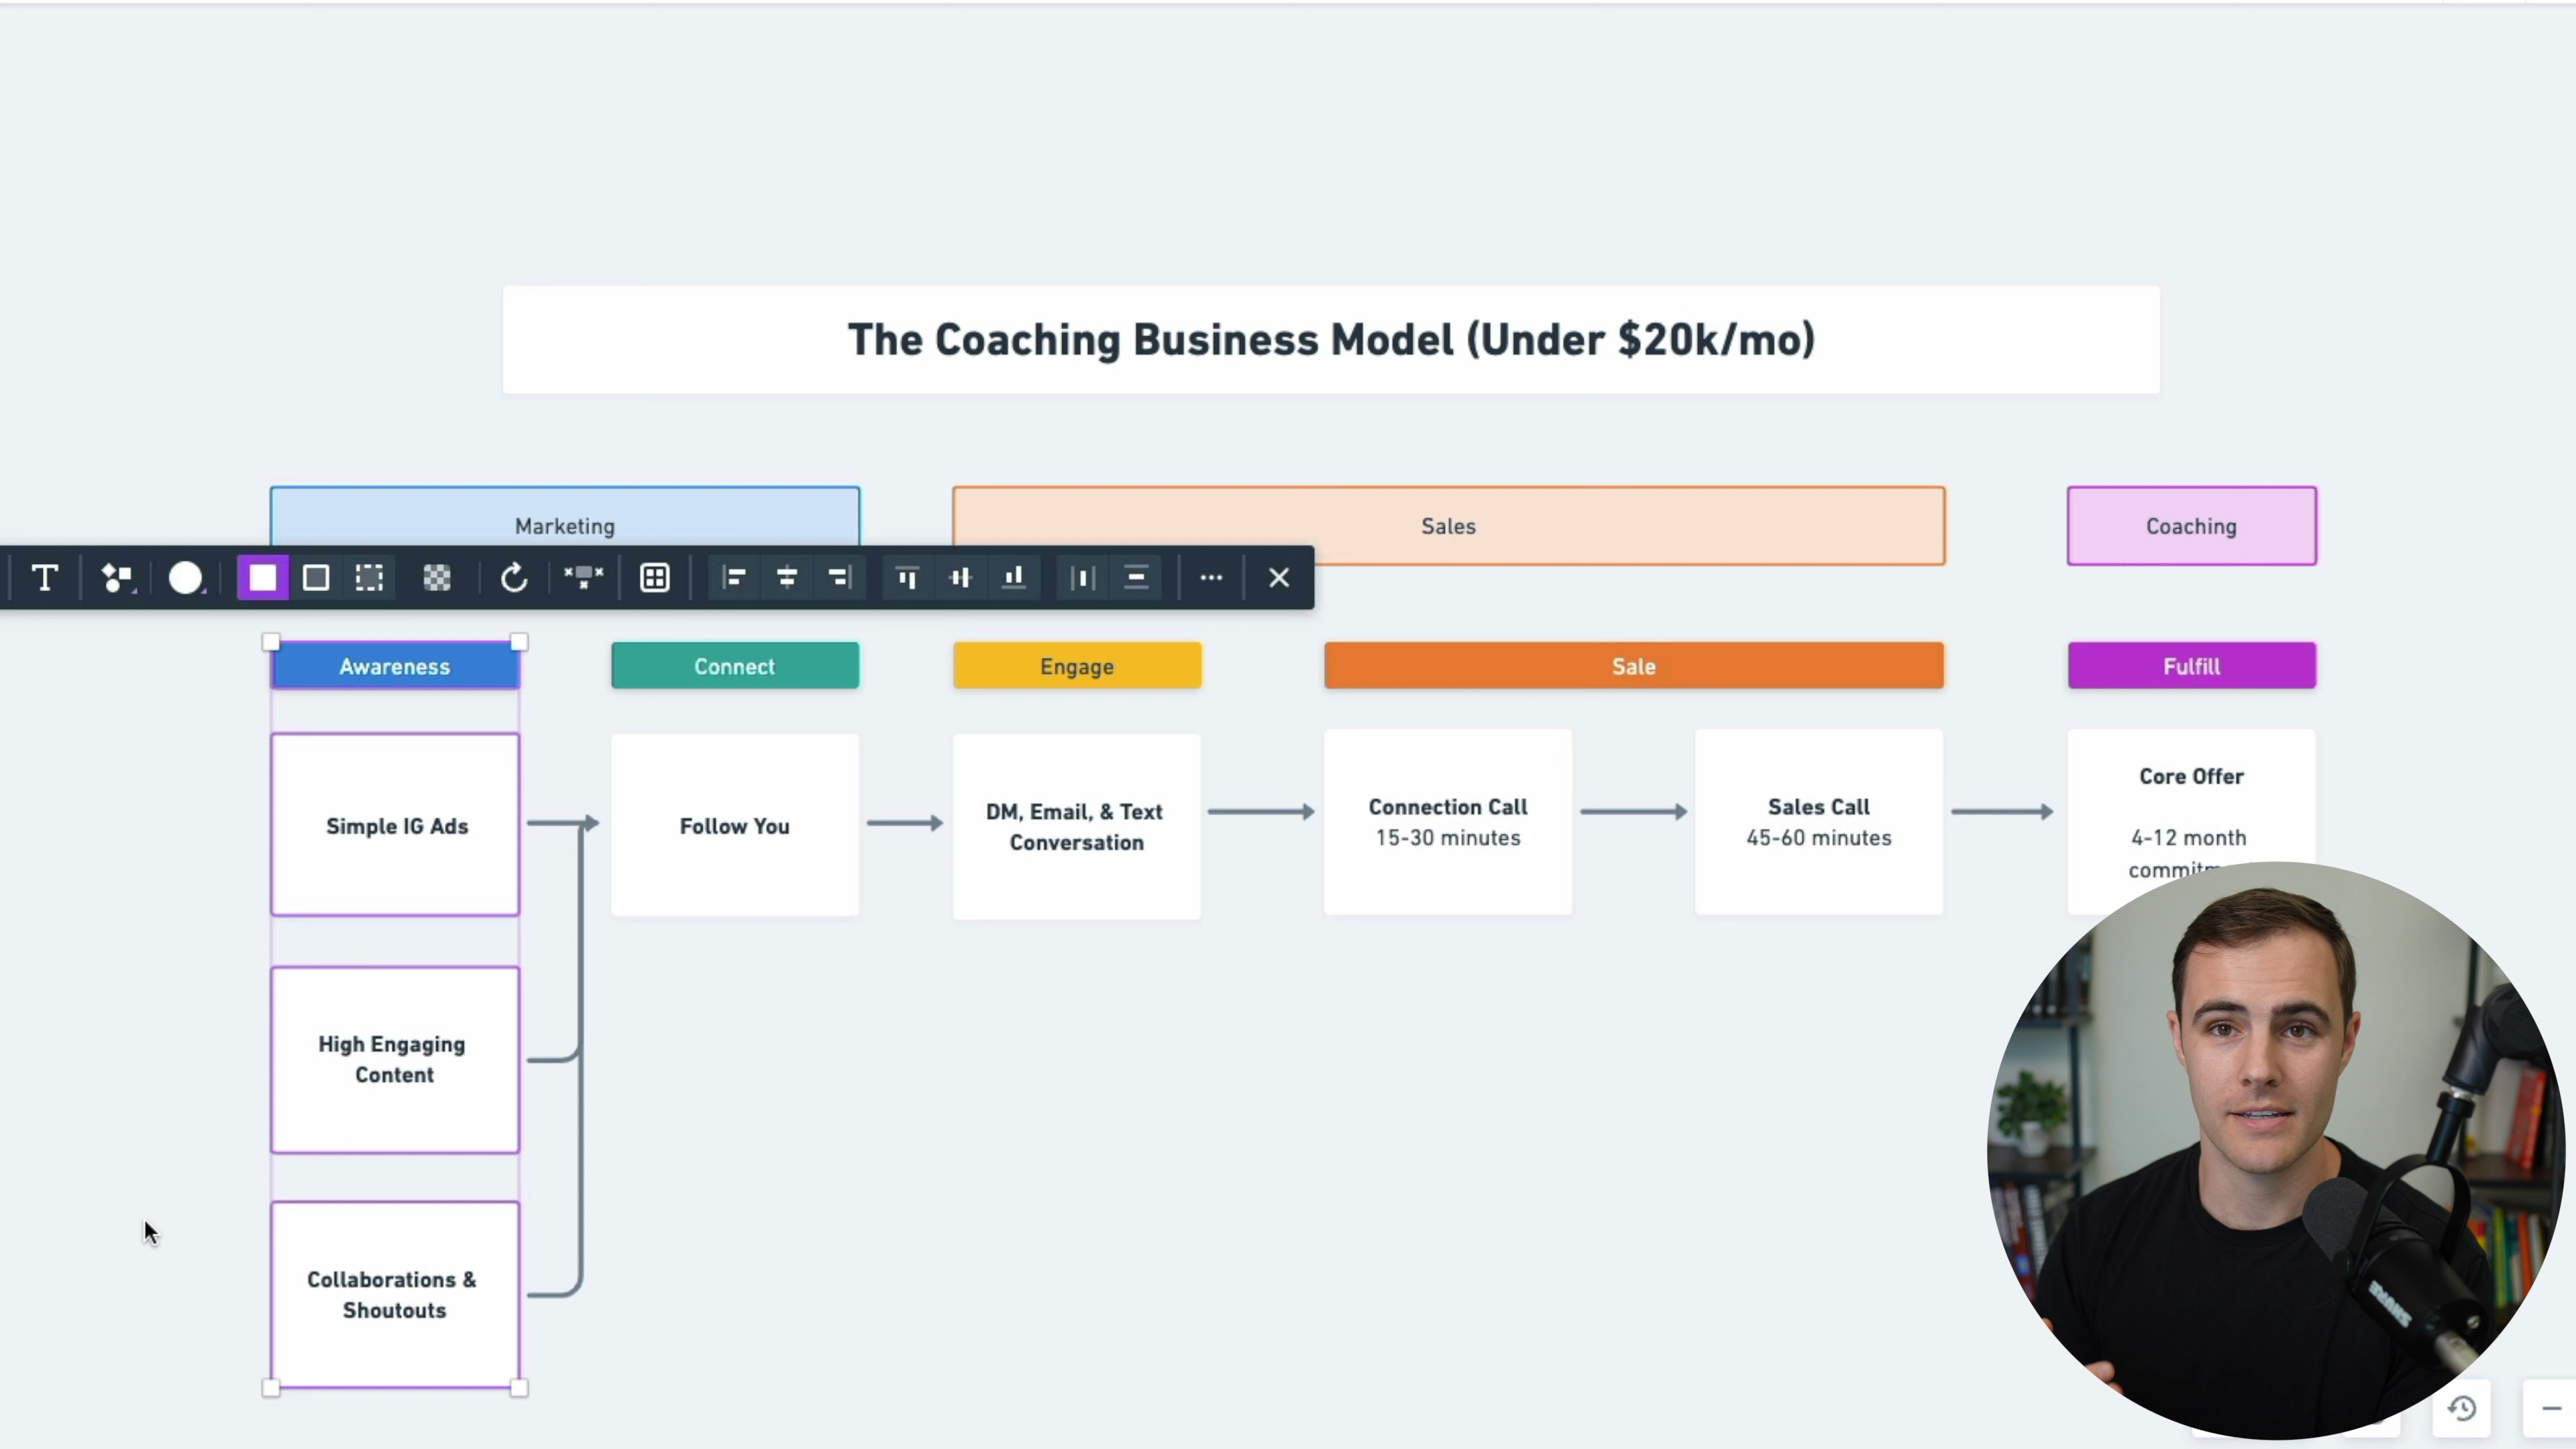 The Coaching Business Model (Under $20k/mo)
Marketing
Sales
Coaching
T
Awareness
Connect
Engage
Sale
Fulfill
Simple IG Ads
Follow You
DM, Email, & Text
Conversation
Connection Call
15-30 minutes
Sales Call
45-60 minutes
Core Offer
4-12 month
High Engaging
Content
Collaborations &
Shoutouts
SHURE